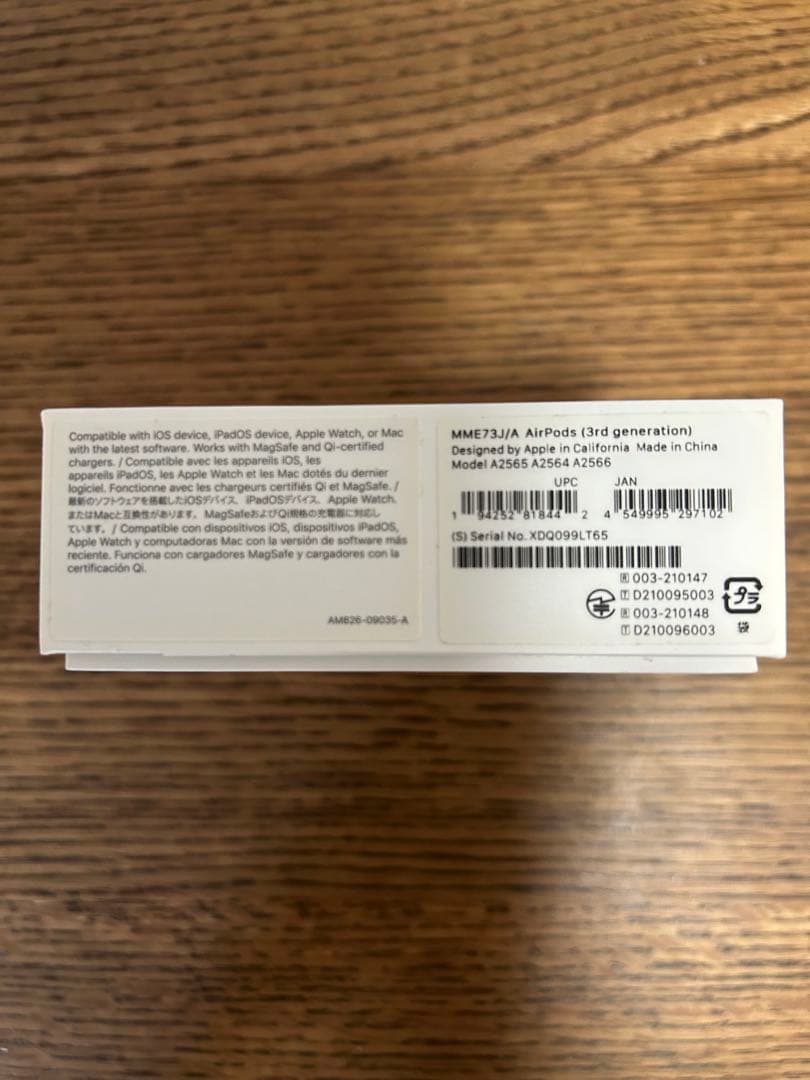 Compatible with iOS device, iPadOS device, Apple Watch, or Mac
with the latest software. Works with MagSafe and Qi-certified
chargers. / Compatible avec les appareils iOS, les
appareils iPadOS, les Apple Watch et les Mac dotés du dernier
logiciel. Fonctionne avec les chargeurs certifiés Qi et MagSafe. /
最新のソフトウェアを搭載したiOSデバイス、iPadOSデバイス、Apple Watch、
またはMacと互換性があります。MagSafeおよびQi規格の充電器に対応し
ています。 / Compatible con dispositivos iOS, dispositivos iPadOS,
Apple Watch y computadoras Mac con la versión de software más
reciente. Funciona con cargadores MagSafe y cargadores con la
certificación Qi.
AM626-09035-A
MME73J/A AirPods (3rd generation)
Designed by Apple in California Made in China
Model A2565 A2564 A2566
UPC JAN
1 94252 81844 2 4 549995 297102
(S) Serial No. XDQ099LT65
R 003-210147
T D210095003
R 003-210148
T D210096003
プラ
袋